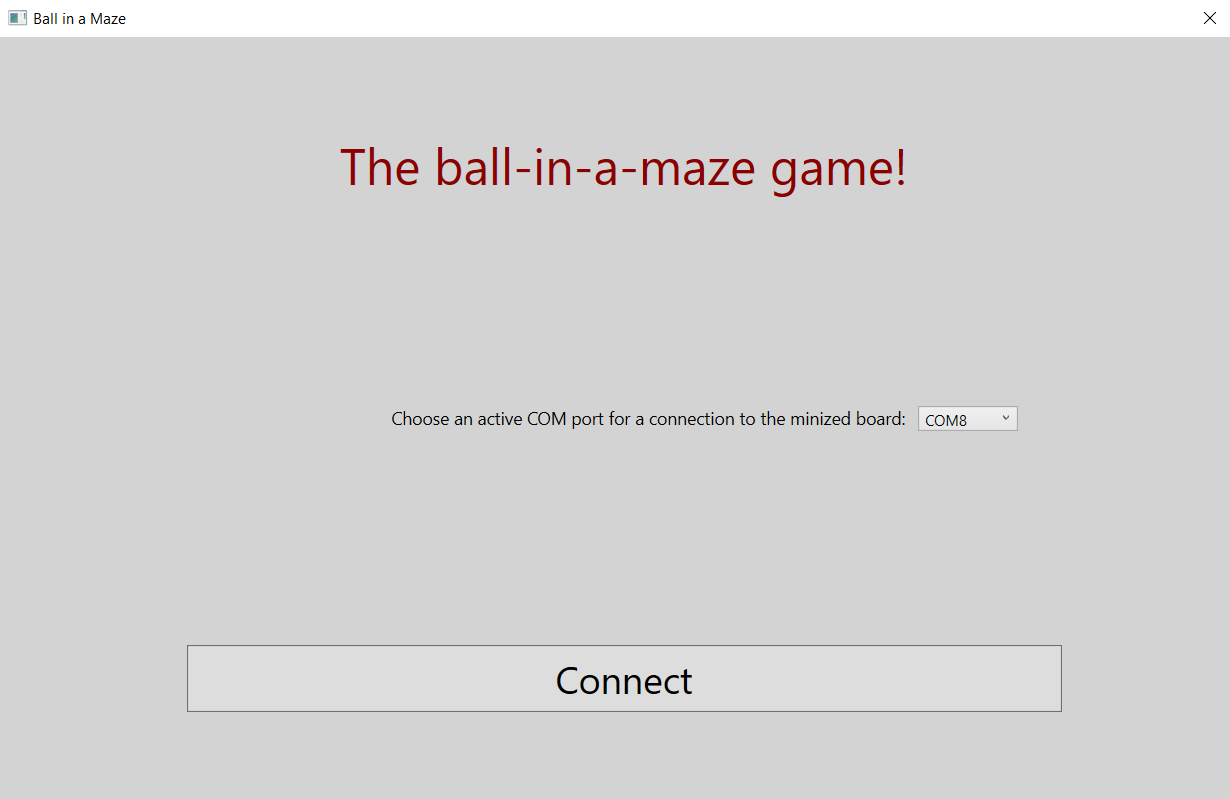 Ball in a Maze
The ball-in-a-maze game!
Choose an active COM port for a connection to the minized board: COM8
Connect